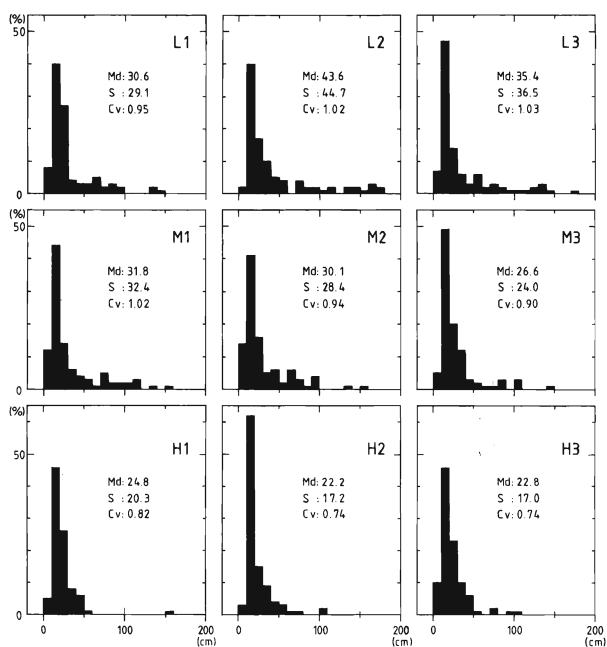 (%)
50
0
L1
Md: 30.6
S : 29.1
Cv: 0.95
L2
Md: 43.6
S : 44.7
Cv: 1.02
L3
Md: 35.4
S : 36.5
Cv: 1.03
(%)
50
0
M1
Md: 31.8
S : 32.4
Cv: 1.02
M2
Md: 30.1
S : 28.4
Cv: 0.94
M3
Md: 26.6
S : 24.0
Cv: 0.90
(%)
50
0
H1
Md: 24.8
S : 20.3
Cv: 0.82
H2
Md: 22.2
S : 17.2
Cv: 0.74
H3
Md: 22.8
S : 17.0
Cv: 0.74
0 100 200
(cm)
0 100 200
(cm)
0 100 200
(cm)